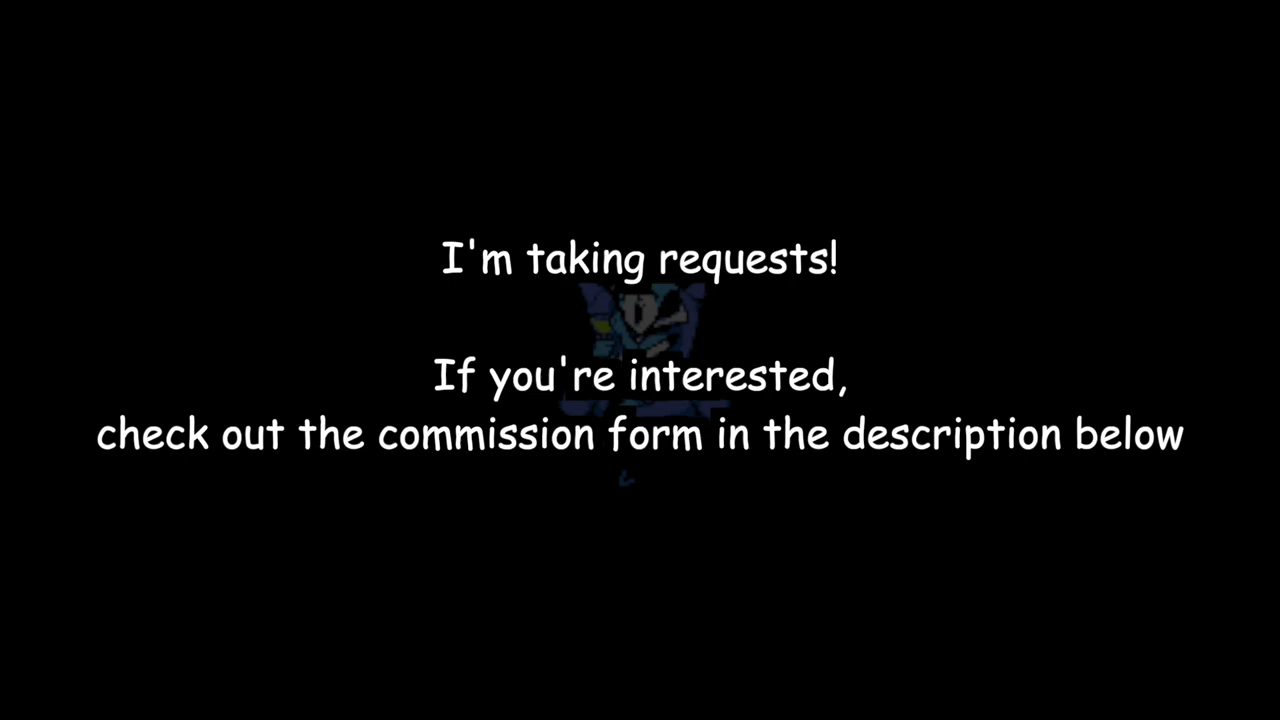 I'm taking requests!
If you're interested,
check out the commission form in the description below